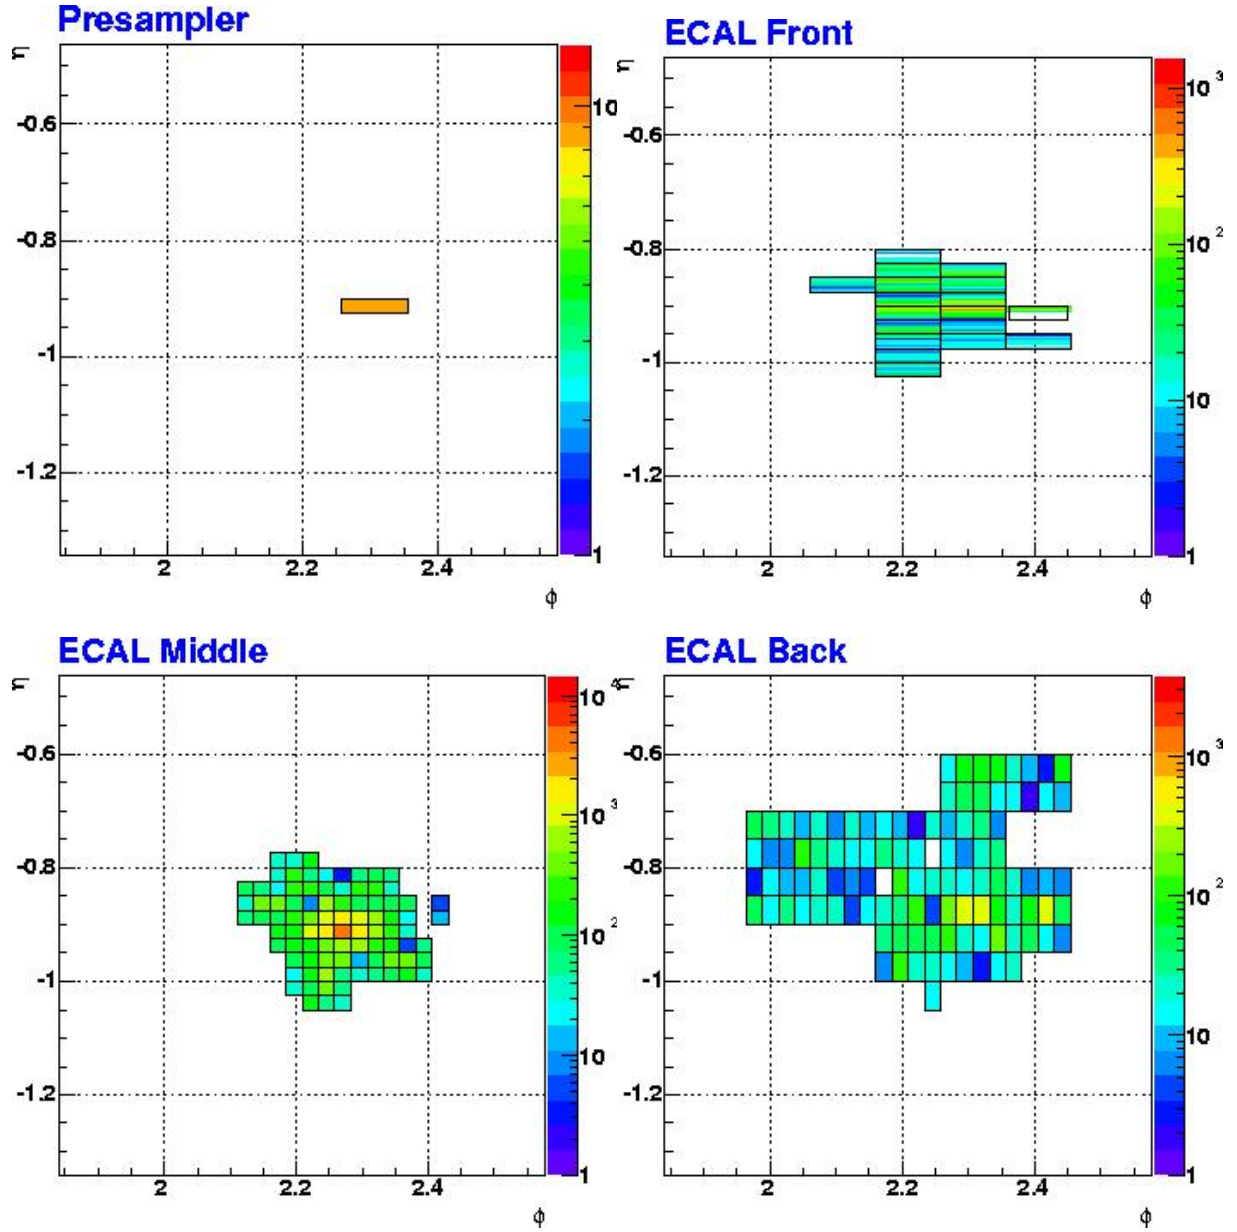 Presampler
η
-0.6
-0.8
-1
-1.2
2 2.2 2.4
ϕ
10
1
ECAL Front
η
-0.6
-0.8
-1
-1.2
2 2.2 2.4
ϕ
10³
10²
10
1
ECAL Middle
η
-0.6
-0.8
-1
-1.2
2 2.2 2.4
ϕ
10⁴
10³
10²
10
1
ECAL Back
η
-0.6
-0.8
-1
-1.2
2 2.2 2.4
ϕ
10³
10²
10
1